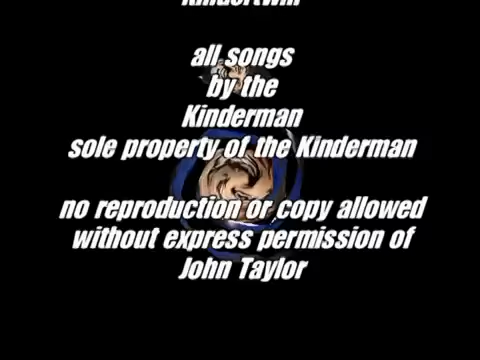 Kindertwin
all songs
by the
Kinderman
sole property of the Kinderman
no reproduction or copy allowed
without express permission of
John Taylor